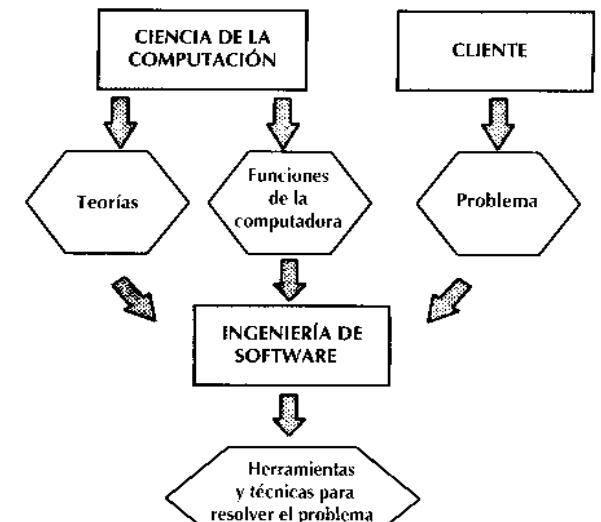 CIENCIA DE LA
COMPUTACIÓN
CLIENTE
Teorías
Funciones
de la
computadora
Problema
INGENIERÍA DE
SOFTWARE
Herramientas
y técnicas para
resolver el problema